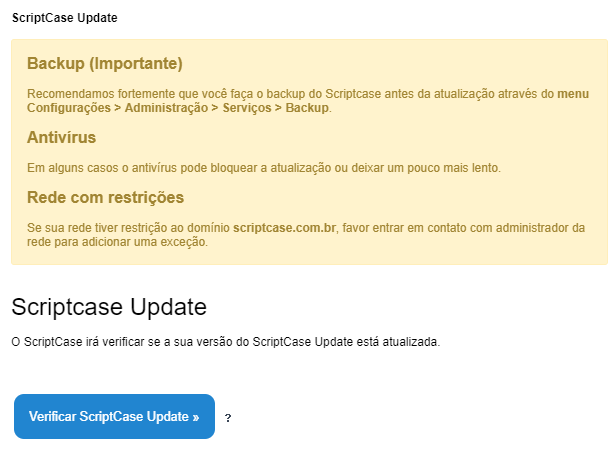 ScriptCase Update
Backup (Importante)
Recomendamos fortemente que você faça o backup do Scriptcase antes da atualização através do menu
Configurações > Administração > Serviços > Backup.
Antivírus
Em alguns casos o antivírus pode bloquear a atualização ou deixar um pouco mais lento.
Rede com restrições
Se sua rede tiver restrição ao domínio scriptcase.com.br, favor entrar em contato com administrador da
rede para adicionar uma exceção.
Scriptcase Update
O ScriptCase irá verificar se a sua versão do ScriptCase Update está atualizada.
Verificar ScriptCase Update » ?